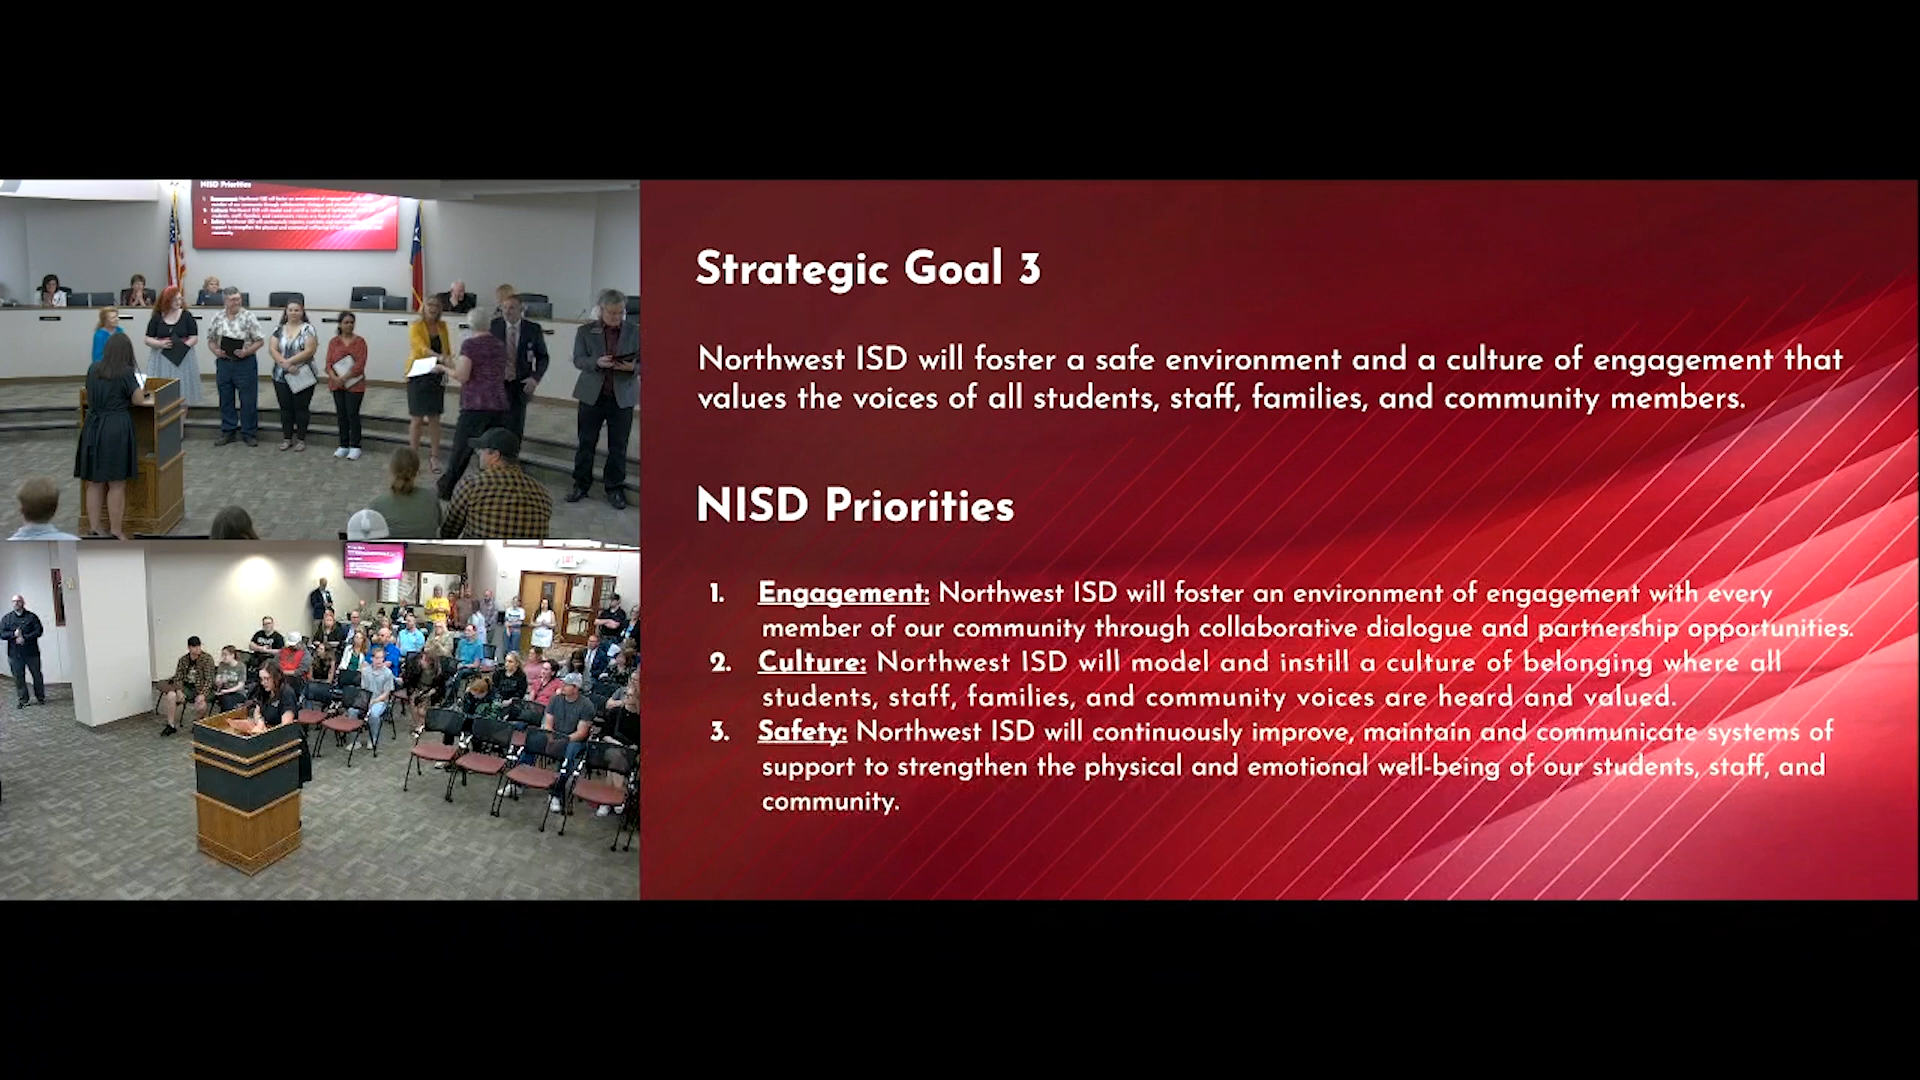 Strategic Goal 3
Northwest ISD will foster a safe environment and a culture of engagement that
values the voices of all students, staff, families, and community members.
NISD Priorities
1. Engagement: Northwest ISD will foster an environment of engagement with every
member of our community through collaborative dialogue and partnership opportunities.
2. Culture: Northwest ISD will model and instill a culture of belonging where all
students, staff, families, and community voices are heard and valued.
3. Safety: Northwest ISD will continuously improve, maintain and communicate systems of
support to strengthen the physical and emotional well-being of our students, staff, and
community.
NISD Priorities
EXIT